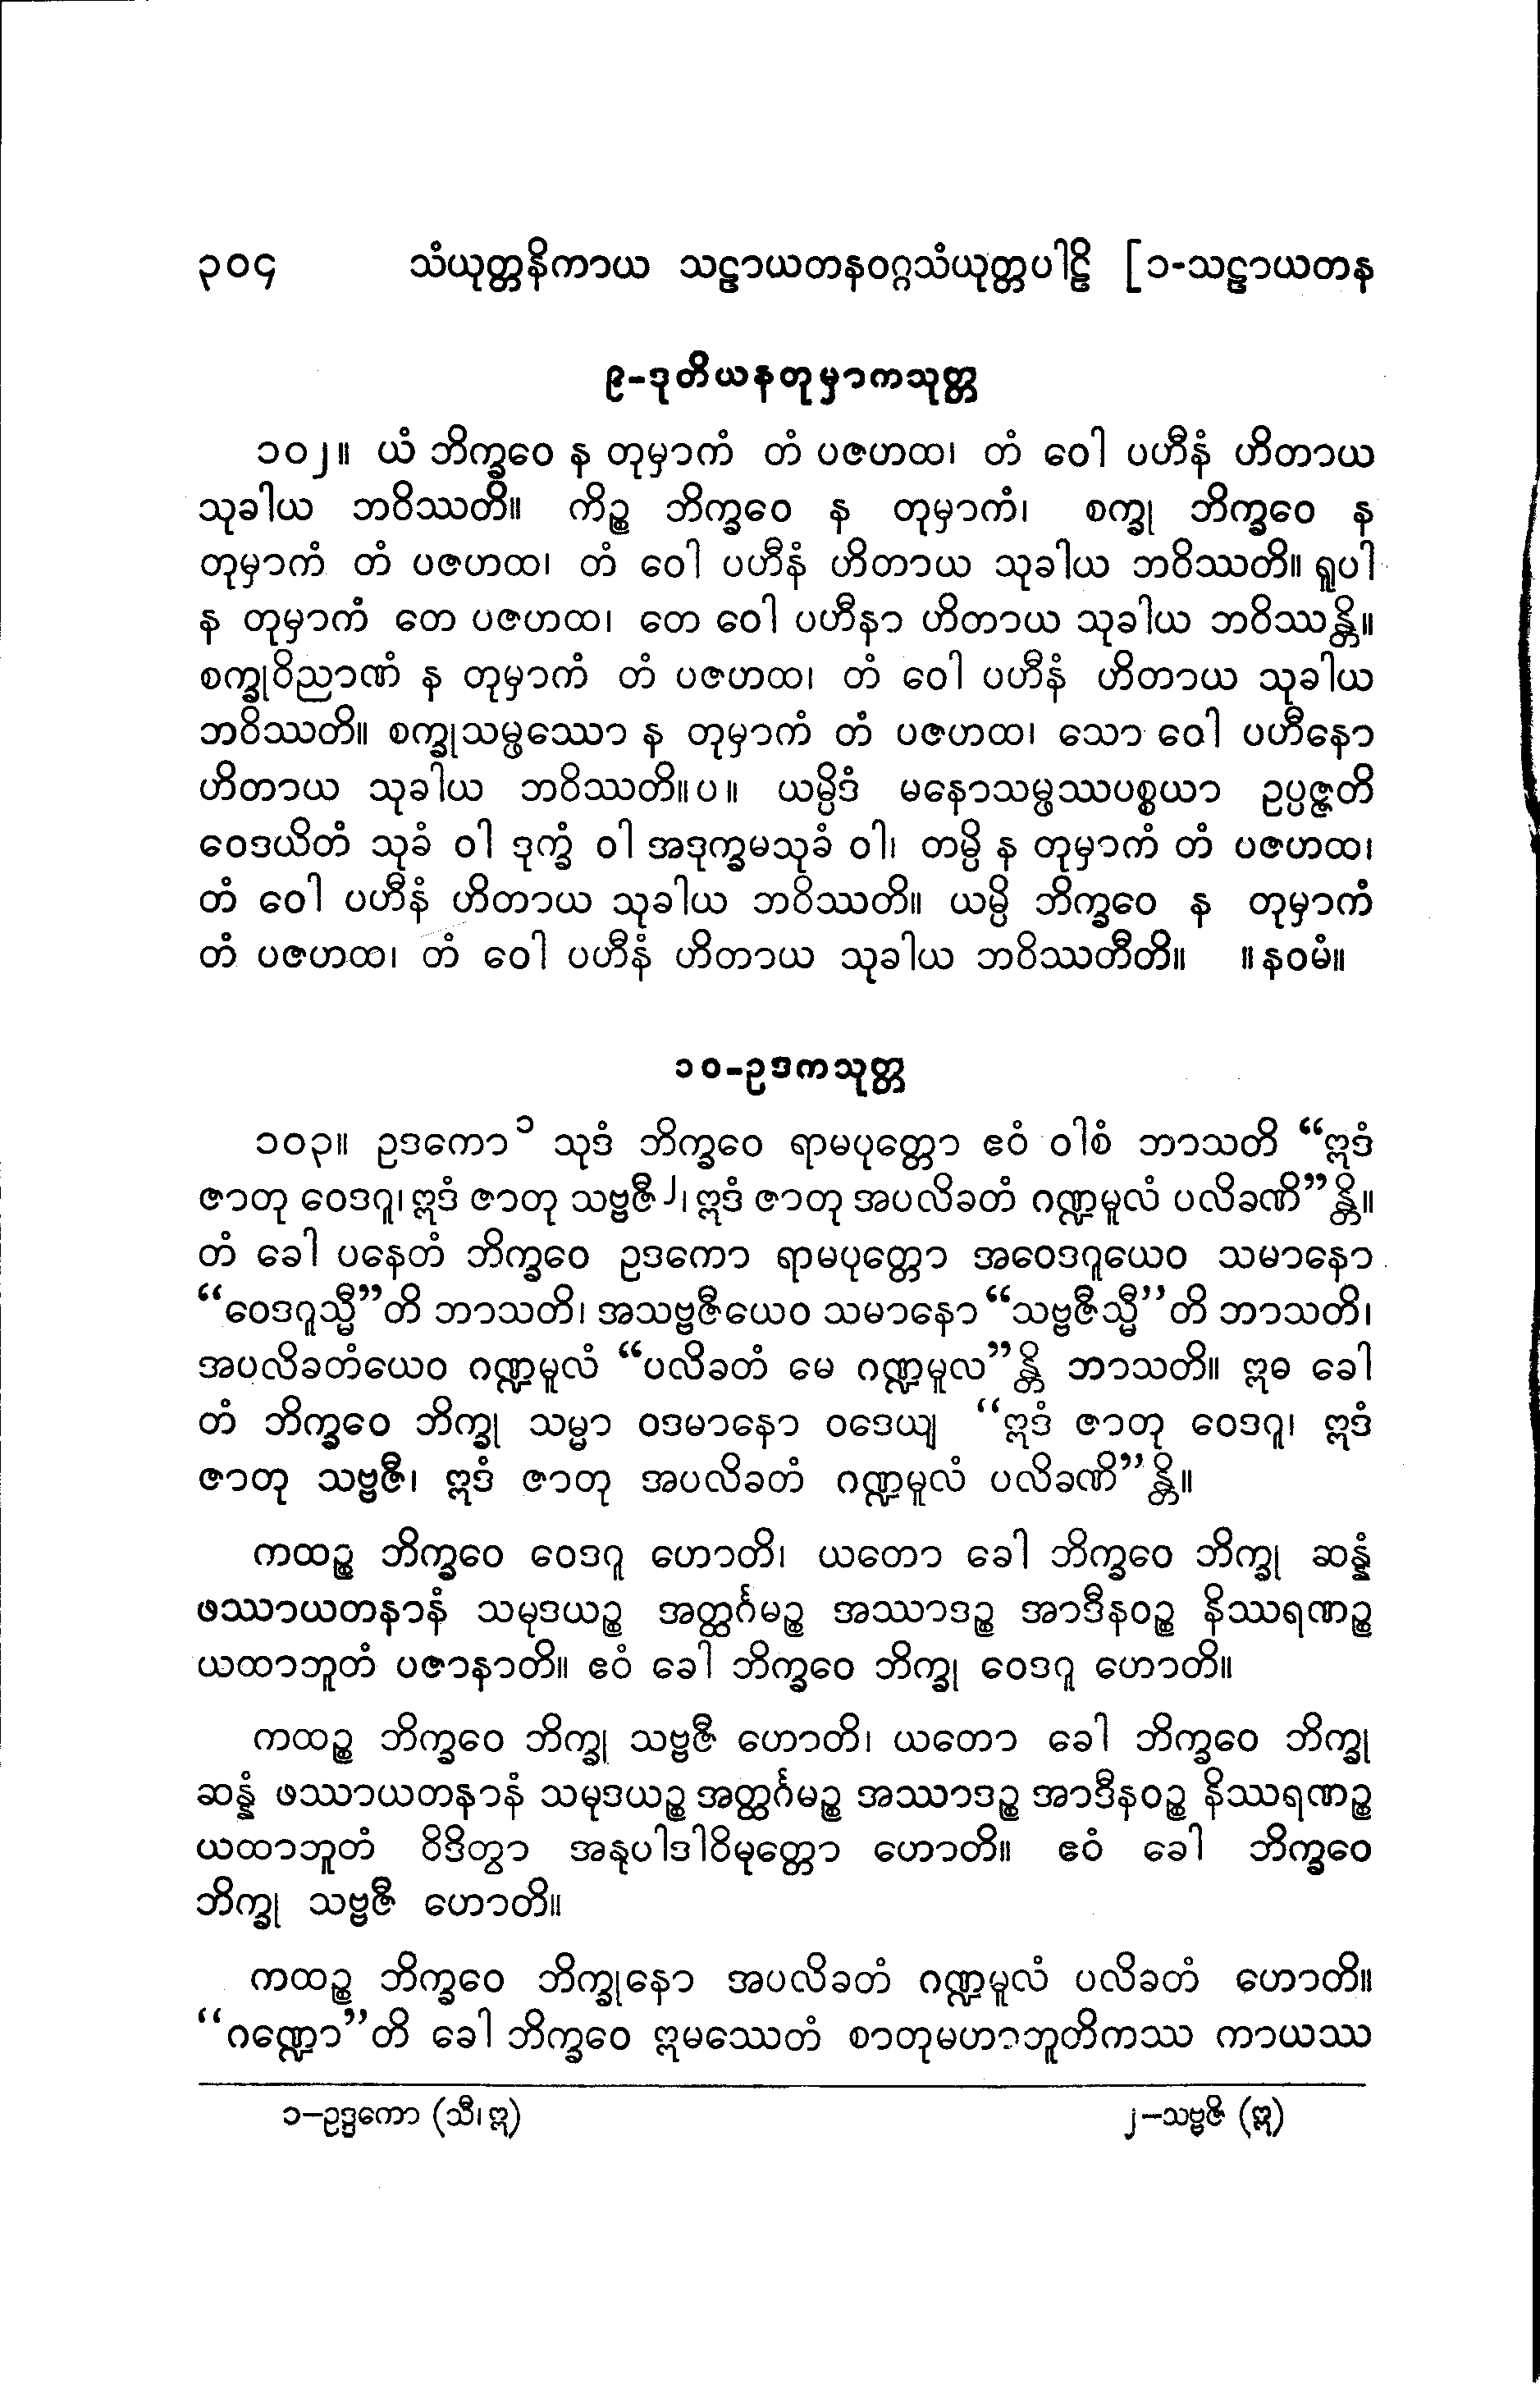 ၃၀၄ သံယုတ္တနိကာယ သဠာယတနဝဂ္ဂသံယုတ္တပါဠိ [၁-သဠာယတန
၉-ဒုတိယနတုမှာကသုတ္တ
၁၀၂။ ယံ ဘိက္ခဝေ န တုမှာကံ တံ ပဇဟထ၊ တံ ဝေါ ပဟီနံ ဟိတာယ
သုခါယ ဘဝိဿတိ။ ကိဉ္စ ဘိက္ခဝေ န တုမှာကံ၊ စက္ခု ဘိက္ခဝေ န
တုမှာကံ တံ ပဇဟထ၊ တံ ဝေါ ပဟီနံ ဟိတာယ သုခါယ ဘဝိဿတိ။ ရူပါ
န တုမှာကံ တေ ပဇဟထ၊ တေ ဝေါ ပဟီနာ ဟိတာယ သုခါယ ဘဝိဿန္တိ။
စက္ခုဝိညာဏံ န တုမှာကံ တံ ပဇဟထ၊ တံ ဝေါ ပဟီနံ ဟိတာယ သုခါယ
ဘဝိဿတိ။ စက္ခုသမ္ဖဿော န တုမှာကံ တံ ပဇဟထ၊ သော ဝေါ ပဟီနော
ဟိတာယ သုခါယ ဘဝိဿတိ။ပ။ ယမ္ပိဒံ မနောသမ္ဖဿပစ္စယာ ဥပ္ပဇ္ဇတိ
ဝေဒယိတံ သုခံ ဝါ ဒုက္ခံ ဝါ အဒုက္ခမသုခံ ဝါ၊ တမ္ပိ န တုမှာကံ တံ ပဇဟထ၊
တံ ဝေါ ပဟီနံ ဟိတာယ သုခါယ ဘဝိဿတိ။ ယမ္ပိ ဘိက္ခဝေ န တုမှာကံ
တံ ပဇဟထ၊ တံ ဝေါ ပဟီနံ ဟိတာယ သုခါယ ဘဝိဿတီတိ။ ။နဝမံ။
၁၀-ဥဒကသုတ္တ
၁၀၃။ ဥဒကော၁ သုဒံ ဘိက္ခဝေ ရာမပုတ္တော ဧဝံ ဝါစံ ဘာသတိ “ဣဒံ
ဇာတု ဝေဒဂူ၊ ဣဒံ ဇာတု သဗ္ဗဇီ၂၊ ဣဒံ ဇာတု အပလိခတံ ဂဏ္ဍမူလံ ပလိခဏိ”န္တိ။
တံ ခေါ ပနေတံ ဘိက္ခဝေ ဥဒကော ရာမပုတ္တော အဝေဒဂူယေဝ သမာနော
“ဝေဒဂူသ္မီ”တိ ဘာသတိ၊ အသဗ္ဗဇီယေဝ သမာနော “သဗ္ဗဇီသ္မီ”တိ ဘာသတိ၊
အပလိခတံယေဝ ဂဏ္ဍမူလံ “ပလိခတံ မေ ဂဏ္ဍမူလ”န္တိ ဘာသတိ။ ဣဓ ခေါ
တံ ဘိက္ခဝေ ဘိက္ခု သမ္မာ ဝဒမာနော ဝဒေယျ “ဣဒံ ဇာတု ဝေဒဂူ၊ ဣဒံ
ဇာတု သဗ္ဗဇီ၊ ဣဒံ ဇာတု အပလိခတံ ဂဏ္ဍမူလံ ပလိခဏိ”န္တိ။
ကထဉ္စ ဘိက္ခဝေ ဝေဒဂူ ဟောတိ၊ ယတော ခေါ ဘိက္ခဝေ ဘိက္ခု ဆန္နံ
ဖဿာယတနာနံ သမုဒယဉ္စ အတ္ထင်္ဂမဉ္စ အဿာဒဉ္စ အာဒီနဝဉ္စ နိဿရဏဉ္စ
ယထာဘူတံ ပဇာနာတိ။ ဧဝံ ခေါ ဘိက္ခဝေ ဘိက္ခု ဝေဒဂူ ဟောတိ။
ကထဉ္စ ဘိက္ခဝေ ဘိက္ခု သဗ္ဗဇီ ဟောတိ၊ ယတော ခေါ ဘိက္ခဝေ ဘိက္ခု
ဆန္နံ ဖဿာယတနာနံ သမုဒယဉ္စ အတ္ထင်္ဂမဉ္စ အဿာဒဉ္စ အာဒီနဝဉ္စ နိဿရဏဉ္စ
ယထာဘူတံ ဝိဒိတွာ အနုပါဒါဝိမုတ္တော ဟောတိ။ ဧဝံ ခေါ ဘိက္ခဝေ
ဘိက္ခု သဗ္ဗဇီ ဟောတိ။
ကထဉ္စ ဘိက္ခဝေ ဘိက္ခုနော အပလိခတံ ဂဏ္ဍမူလံ ပလိခတံ ဟောတိ။
“ဂဏ္ဍော”တိ ခေါ ဘိက္ခဝေ ဣမဿေတံ စာတုမဟာဘူတိကဿ ကာယဿ
၁–ဥဒ္ဒကော (သီ၊ ဣ) ၂–သဗ္ဗဇိ (ဣ)